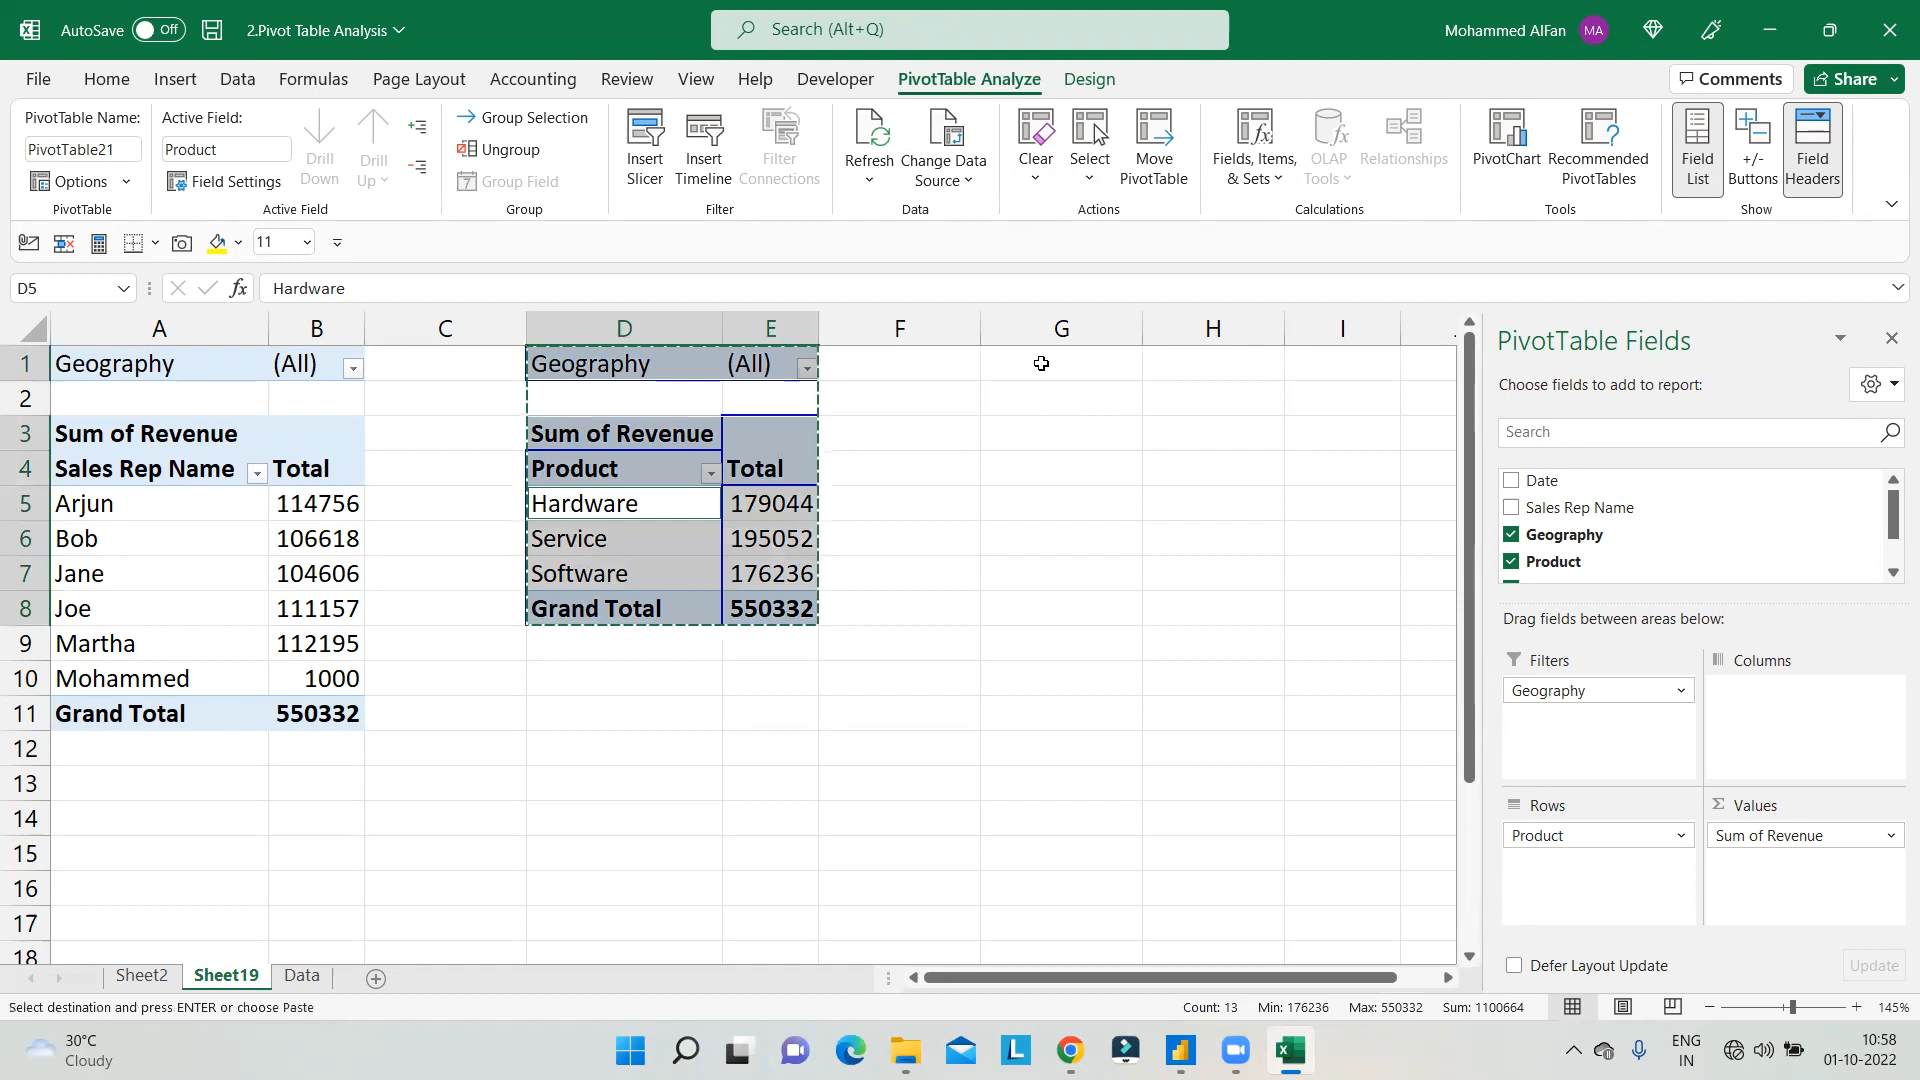 AutoSave Off 2.Pivot Table Analysis Search (Alt+Q) Mohammed AlFan MA
File Home Insert Data Formulas Page Layout Accounting Review View Help Developer PivotTable Analyze Design Comments Share
PivotTable Name:
PivotTable21
Options
PivotTable
Active Field:
Product
Field Settings
Drill Down
Drill Up
Active Field
Group Selection
Ungroup
Group Field
Group
Insert Slicer
Insert Timeline
Filter Connections
Filter
Refresh
Change Data Source
Data
Clear
Select
Move PivotTable
Actions
Fields, Items, & Sets
OLAP Tools
Relationships
Calculations
PivotChart
Recommended PivotTables
Tools
Field List
+/- Buttons
Field Headers
Show
11
D5 fx Hardware
A B C D E F G H I
1 Geography (All) Geography (All)
2
3 Sum of Revenue Sum of Revenue
4 Sales Rep Name Total Product Total
5 Arjun 114756 Hardware 179044
6 Bob 106618 Service 195052
7 Jane 104606 Software 176236
8 Joe 111157 Grand Total 550332
9 Martha 112195
10 Mohammed 1000
11 Grand Total 550332
12
13
14
15
16
17
18
PivotTable Fields
Choose fields to add to report:
Search
Date
Sales Rep Name
Geography
Product
Drag fields between areas below:
Filters
Geography
Columns
Rows
Product
Σ Values
Sum of Revenue
Defer Layout Update Update
Sheet2 Sheet19 Data
Select destination and press ENTER or choose Paste Count: 13 Min: 176236 Max: 550332 Sum: 1100664 145%
30°C
Cloudy
ENG
IN
10:58
01-10-2022